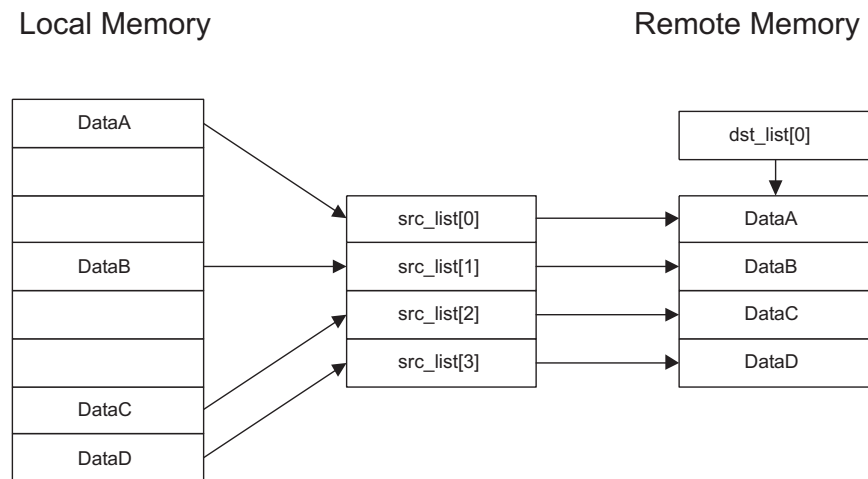 Local Memory
Remote Memory
DataA
DataB
DataC
DataD
src_list[0]
src_list[1]
src_list[2]
src_list[3]
dst_list[0]
DataA
DataB
DataC
DataD